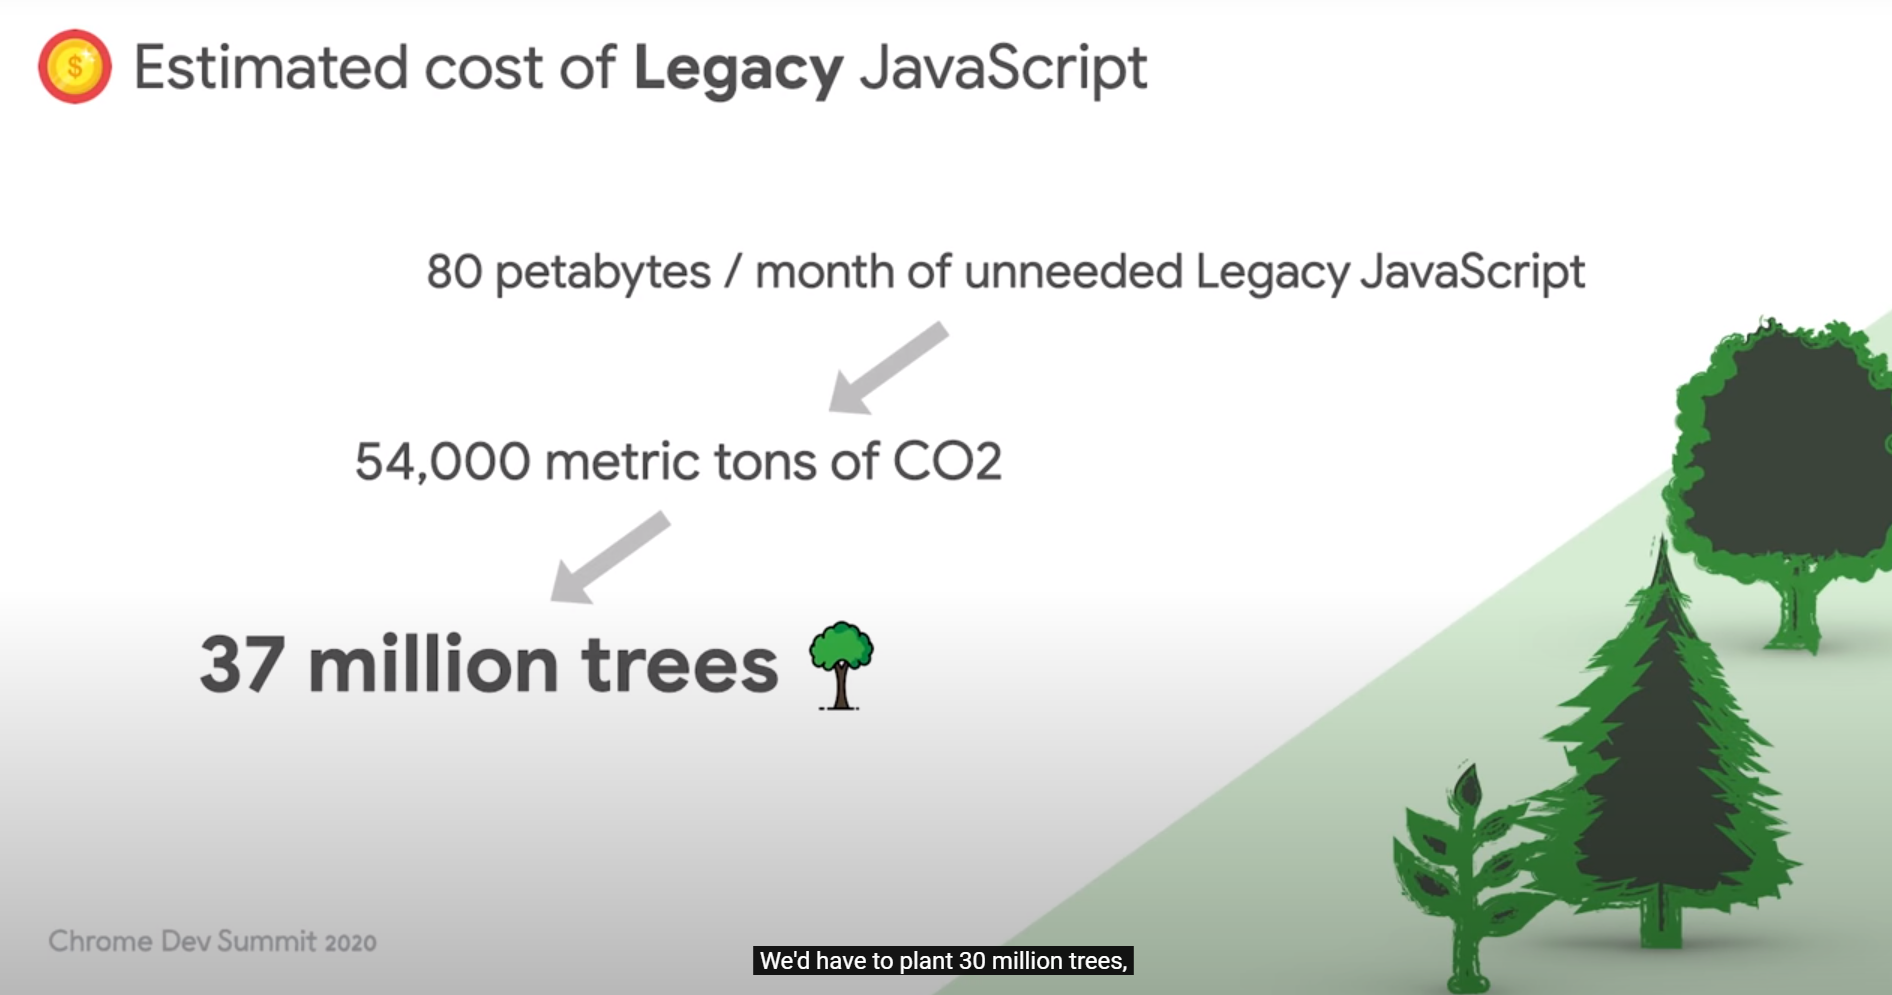 $ Estimated cost of Legacy JavaScript
80 petabytes / month of unneeded Legacy JavaScript
54,000 metric tons of CO2
37 million trees
Chrome Dev Summit 2020
We'd have to plant 30 million trees,